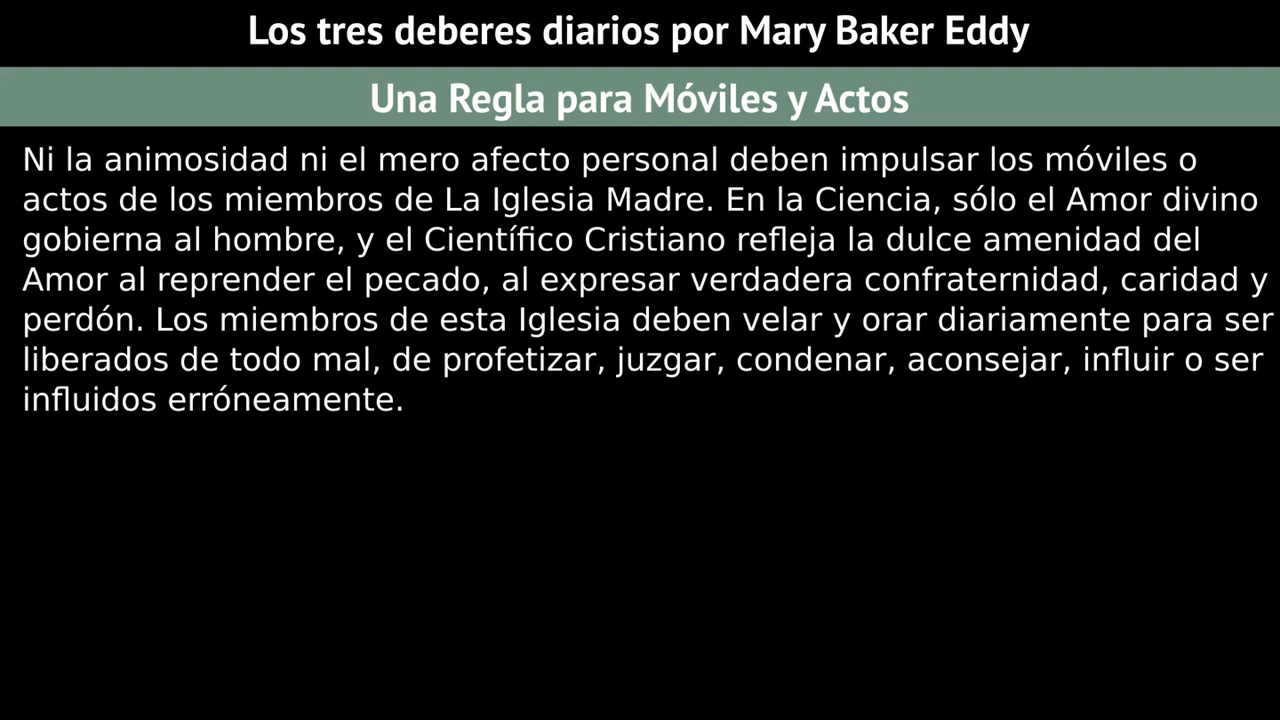 Los tres deberes diarios por Mary Baker Eddy
Una Regla para Móviles y Actos
Ni la animosidad ni el mero afecto personal deben impulsar los móviles o
actos de los miembros de La Iglesia Madre. En la Ciencia, sólo el Amor divino
gobierna al hombre, y el Científico Cristiano refleja la dulce amenidad del
Amor al reprender el pecado, al expresar verdadera confraternidad, caridad y
perdón. Los miembros de esta Iglesia deben velar y orar diariamente para ser
liberados de todo mal, de profetizar, juzgar, condenar, aconsejar, influir o ser
influidos erróneamente.